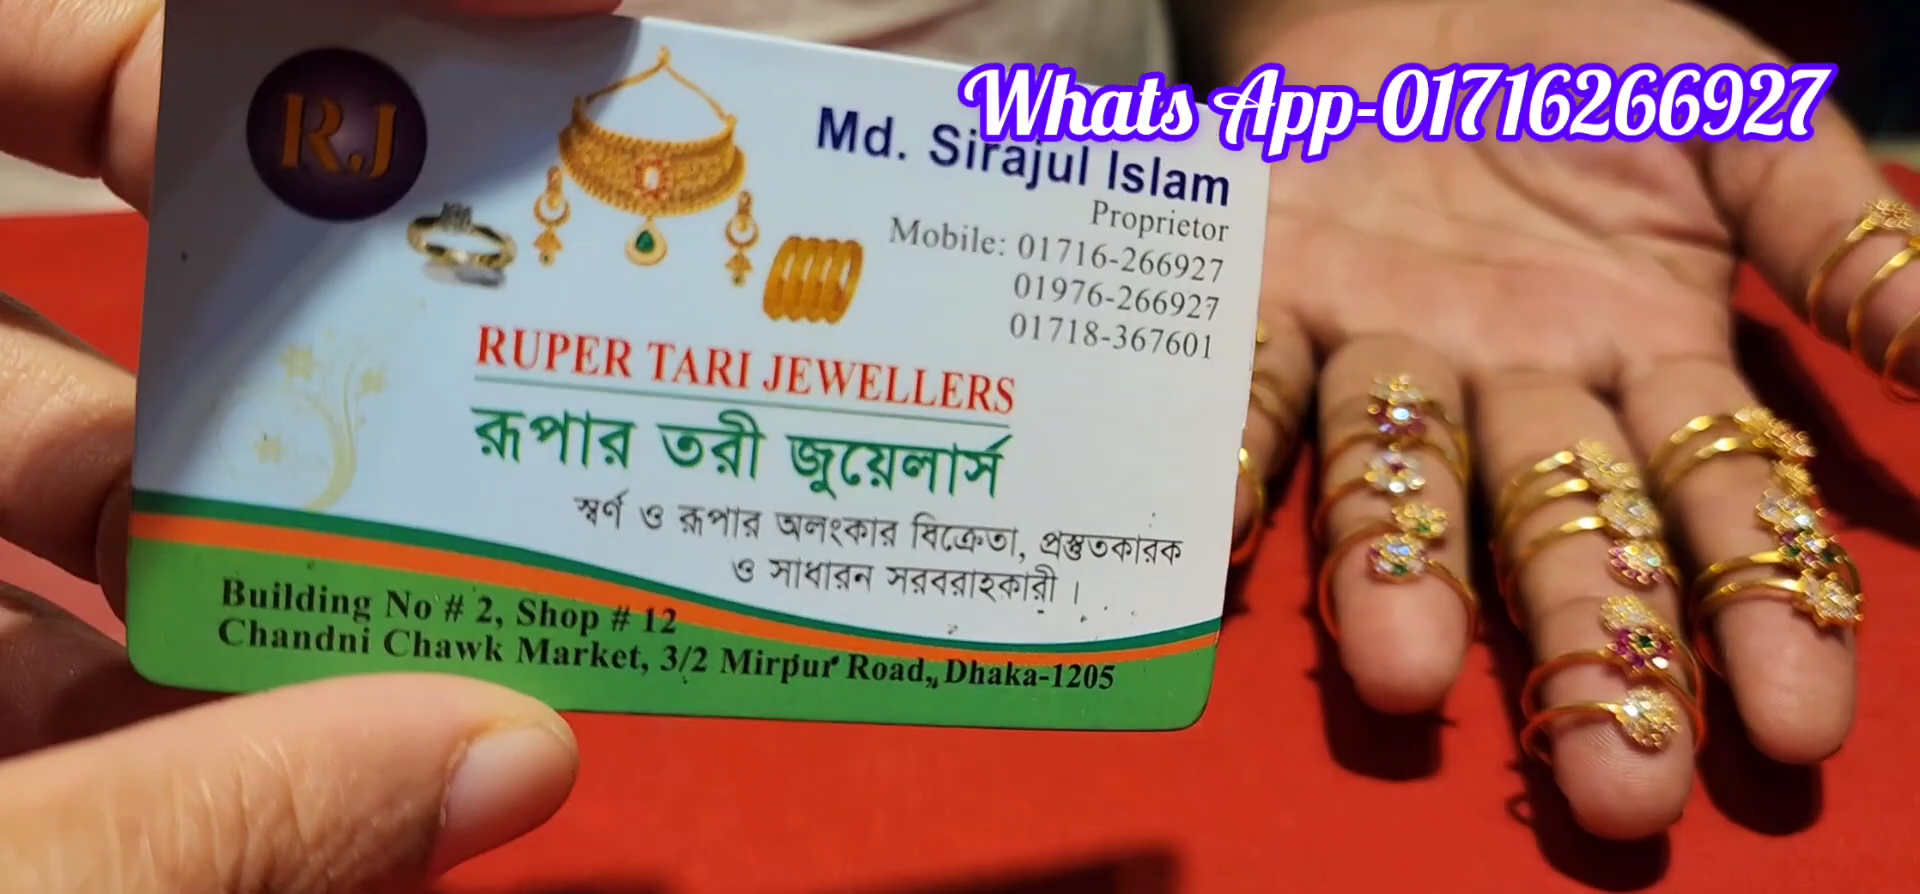 Whats App-01716266927
RJ
Md. Sirajul Islam
Proprietor
Mobile: 01716-266927
01976-266927
01718-367601
RUPER TARI JEWELLERS
রূপার তরী জুয়েলার্স
স্বর্ণ ও রূপার অলংকার বিক্রেতা, প্রস্তুতকারক
ও সাধারন সরবরাহকারী।
Building No # 2, Shop # 12
Chandni Chawk Market, 3/2 Mirpur Road, Dhaka-1205